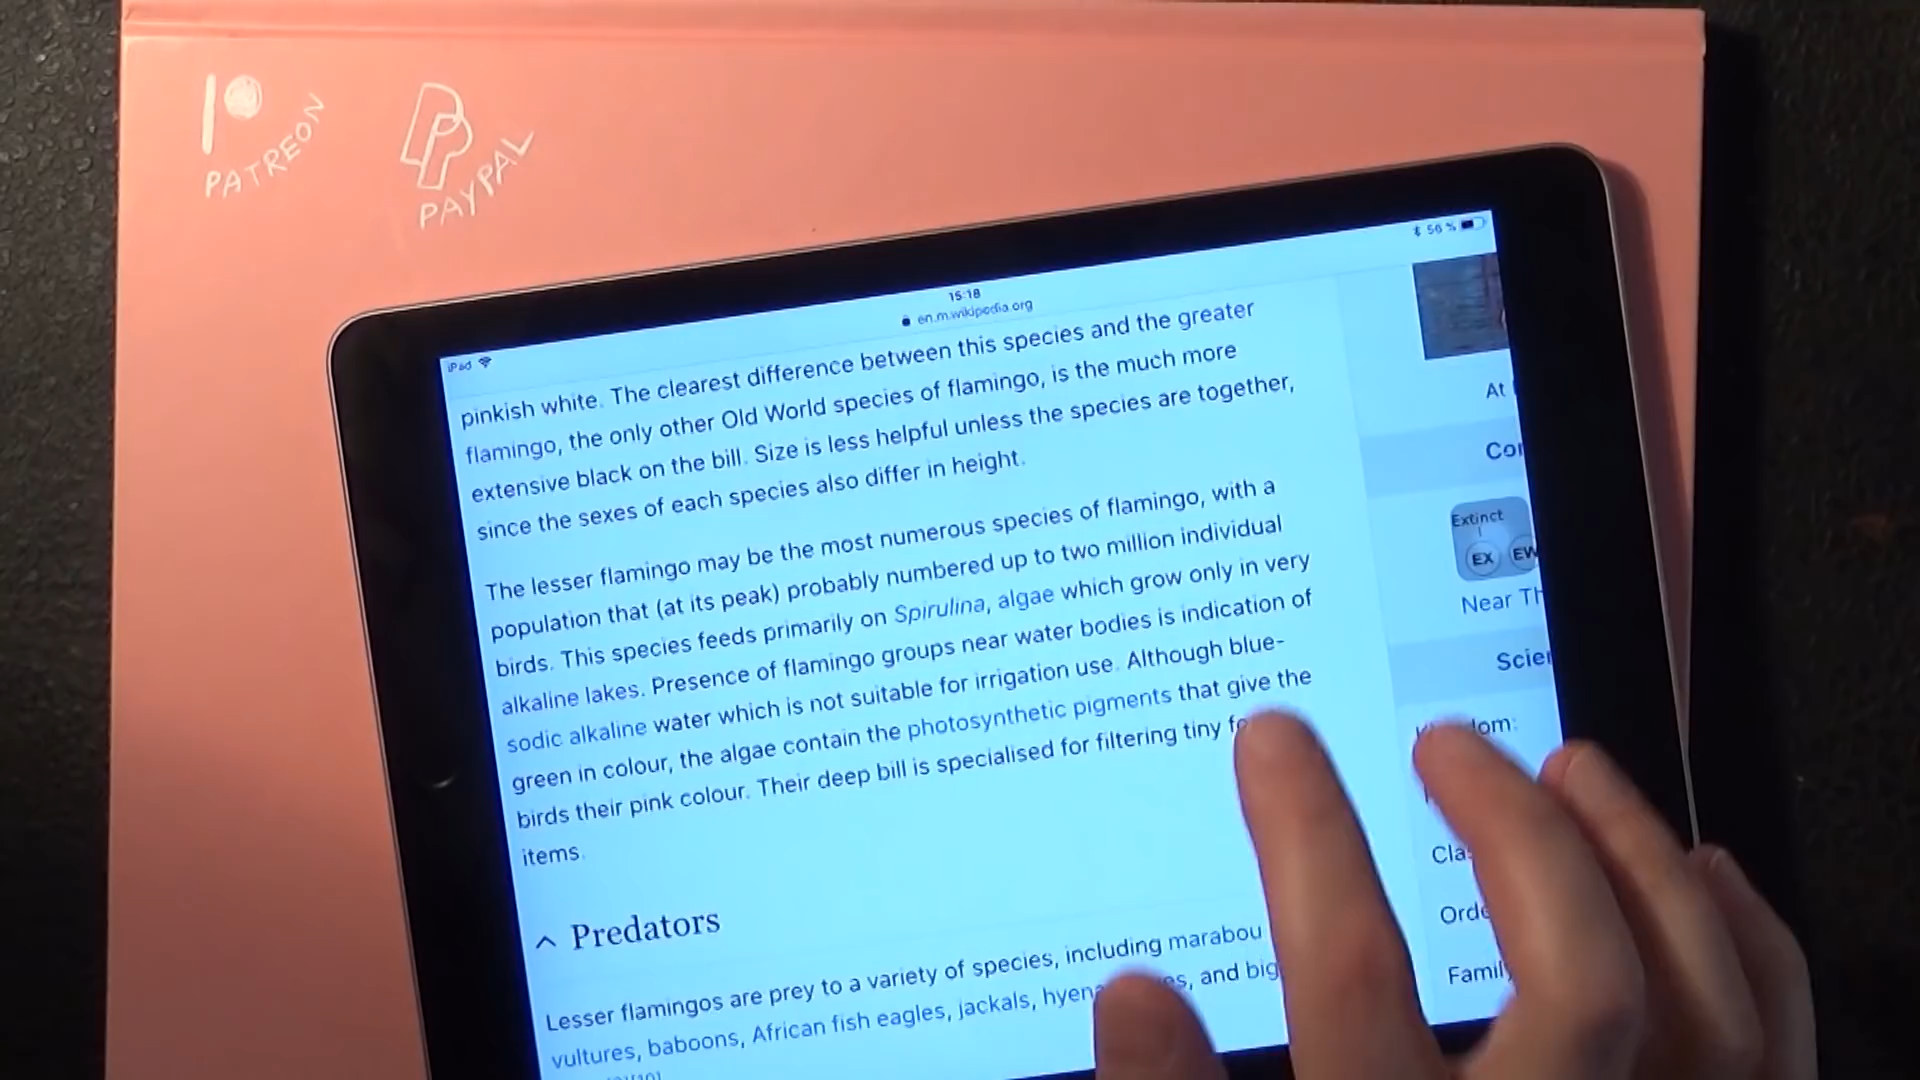 PATREON
PAYPAL
iPad
15:18
56 %
en.m.wikipedia.org
pinkish white. The clearest difference between this species and the greater
flamingo, the only other Old World species of flamingo, is the much more
extensive black on the bill. Size is less helpful unless the species are together,
since the sexes of each species also differ in height.
The lesser flamingo may be the most numerous species of flamingo, with a
population that (at its peak) probably numbered up to two million individual
birds. This species feeds primarily on Spirulina, algae which grow only in very
alkaline lakes. Presence of flamingo groups near water bodies is indication of
sodic alkaline water which is not suitable for irrigation use. Although blue-
green in colour, the algae contain the photosynthetic pigments that give the
birds their pink colour. Their deep bill is specialised for filtering tiny
items.
Predators
Lesser flamingos are prey to a variety of species, including marabou
vultures, baboons, African fish eagles, jackals, and big
At
Extinct
EX EW
Near